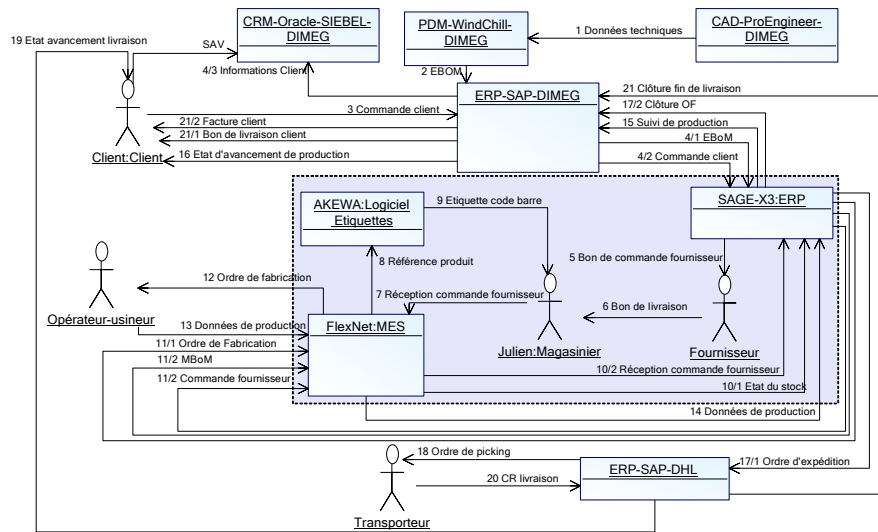 19 Etat avancement livraison
SAV
CRM-Oracle-SIEBEL-
DIMEG
PDM-WindChill-
DIMEG
1 Données techniques
CAD-ProEngineer-
DIMEG
4/3 Informations Client
2 EBOM
ERP-SAP-DIMEG
21 Clôture fin de livraison
17/2 Clôture OF
3 Commande client
21/2 Facture client
15 Suivi de production
21/1 Bon de livraison client
4/1 EBoM
Client:Client
16 Etat d'avancement de production
4/2 Commande client
AKEWA:Logiciel
Etiquettes
9 Etiquette code barre
SAGE-X3:ERP
8 Référence produit
5 Bon de commande fournisseur
12 Ordre de fabrication
7 Réception commande fournisseur
6 Bon de livraison
Opérateur-usineur
13 Données de production
FlexNet:MES
Julien:Magasinier
Fournisseur
11/1 Ordre de Fabrication
11/2 MBoM
10/2 Réception commande fournisseur
11/2 Commande fournisseur
10/1 Etat du stock
14 Données de production
18 Ordre de picking
17/1 Ordre d'expédition
ERP-SAP-DHL
20 CR livraison
Transporteur